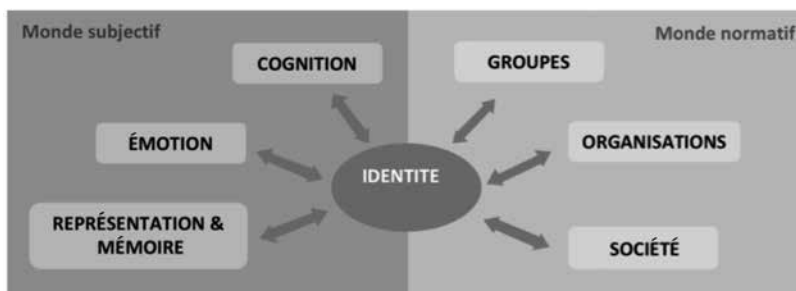 Monde subjectif
Monde normatif
COGNITION
GROUPES
ÉMOTION
ORGANISATIONS
IDENTITE
REPRÉSENTATION &
MÉMOIRE
SOCIÉTÉ